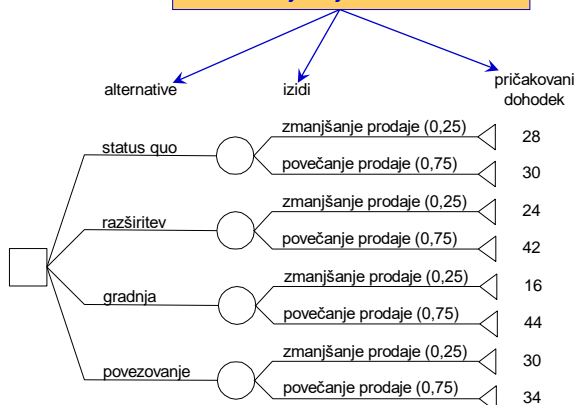 alternative
izidi
pričakovani
dohodek
status quo
zmanjšanje prodaje (0,25)
28
povečanje prodaje (0,75)
30
razširitev
zmanjšanje prodaje (0,25)
24
povečanje prodaje (0,75)
42
gradnja
zmanjšanje prodaje (0,25)
16
povečanje prodaje (0,75)
44
povezovanje
zmanjšanje prodaje (0,25)
30
povečanje prodaje (0,75)
34